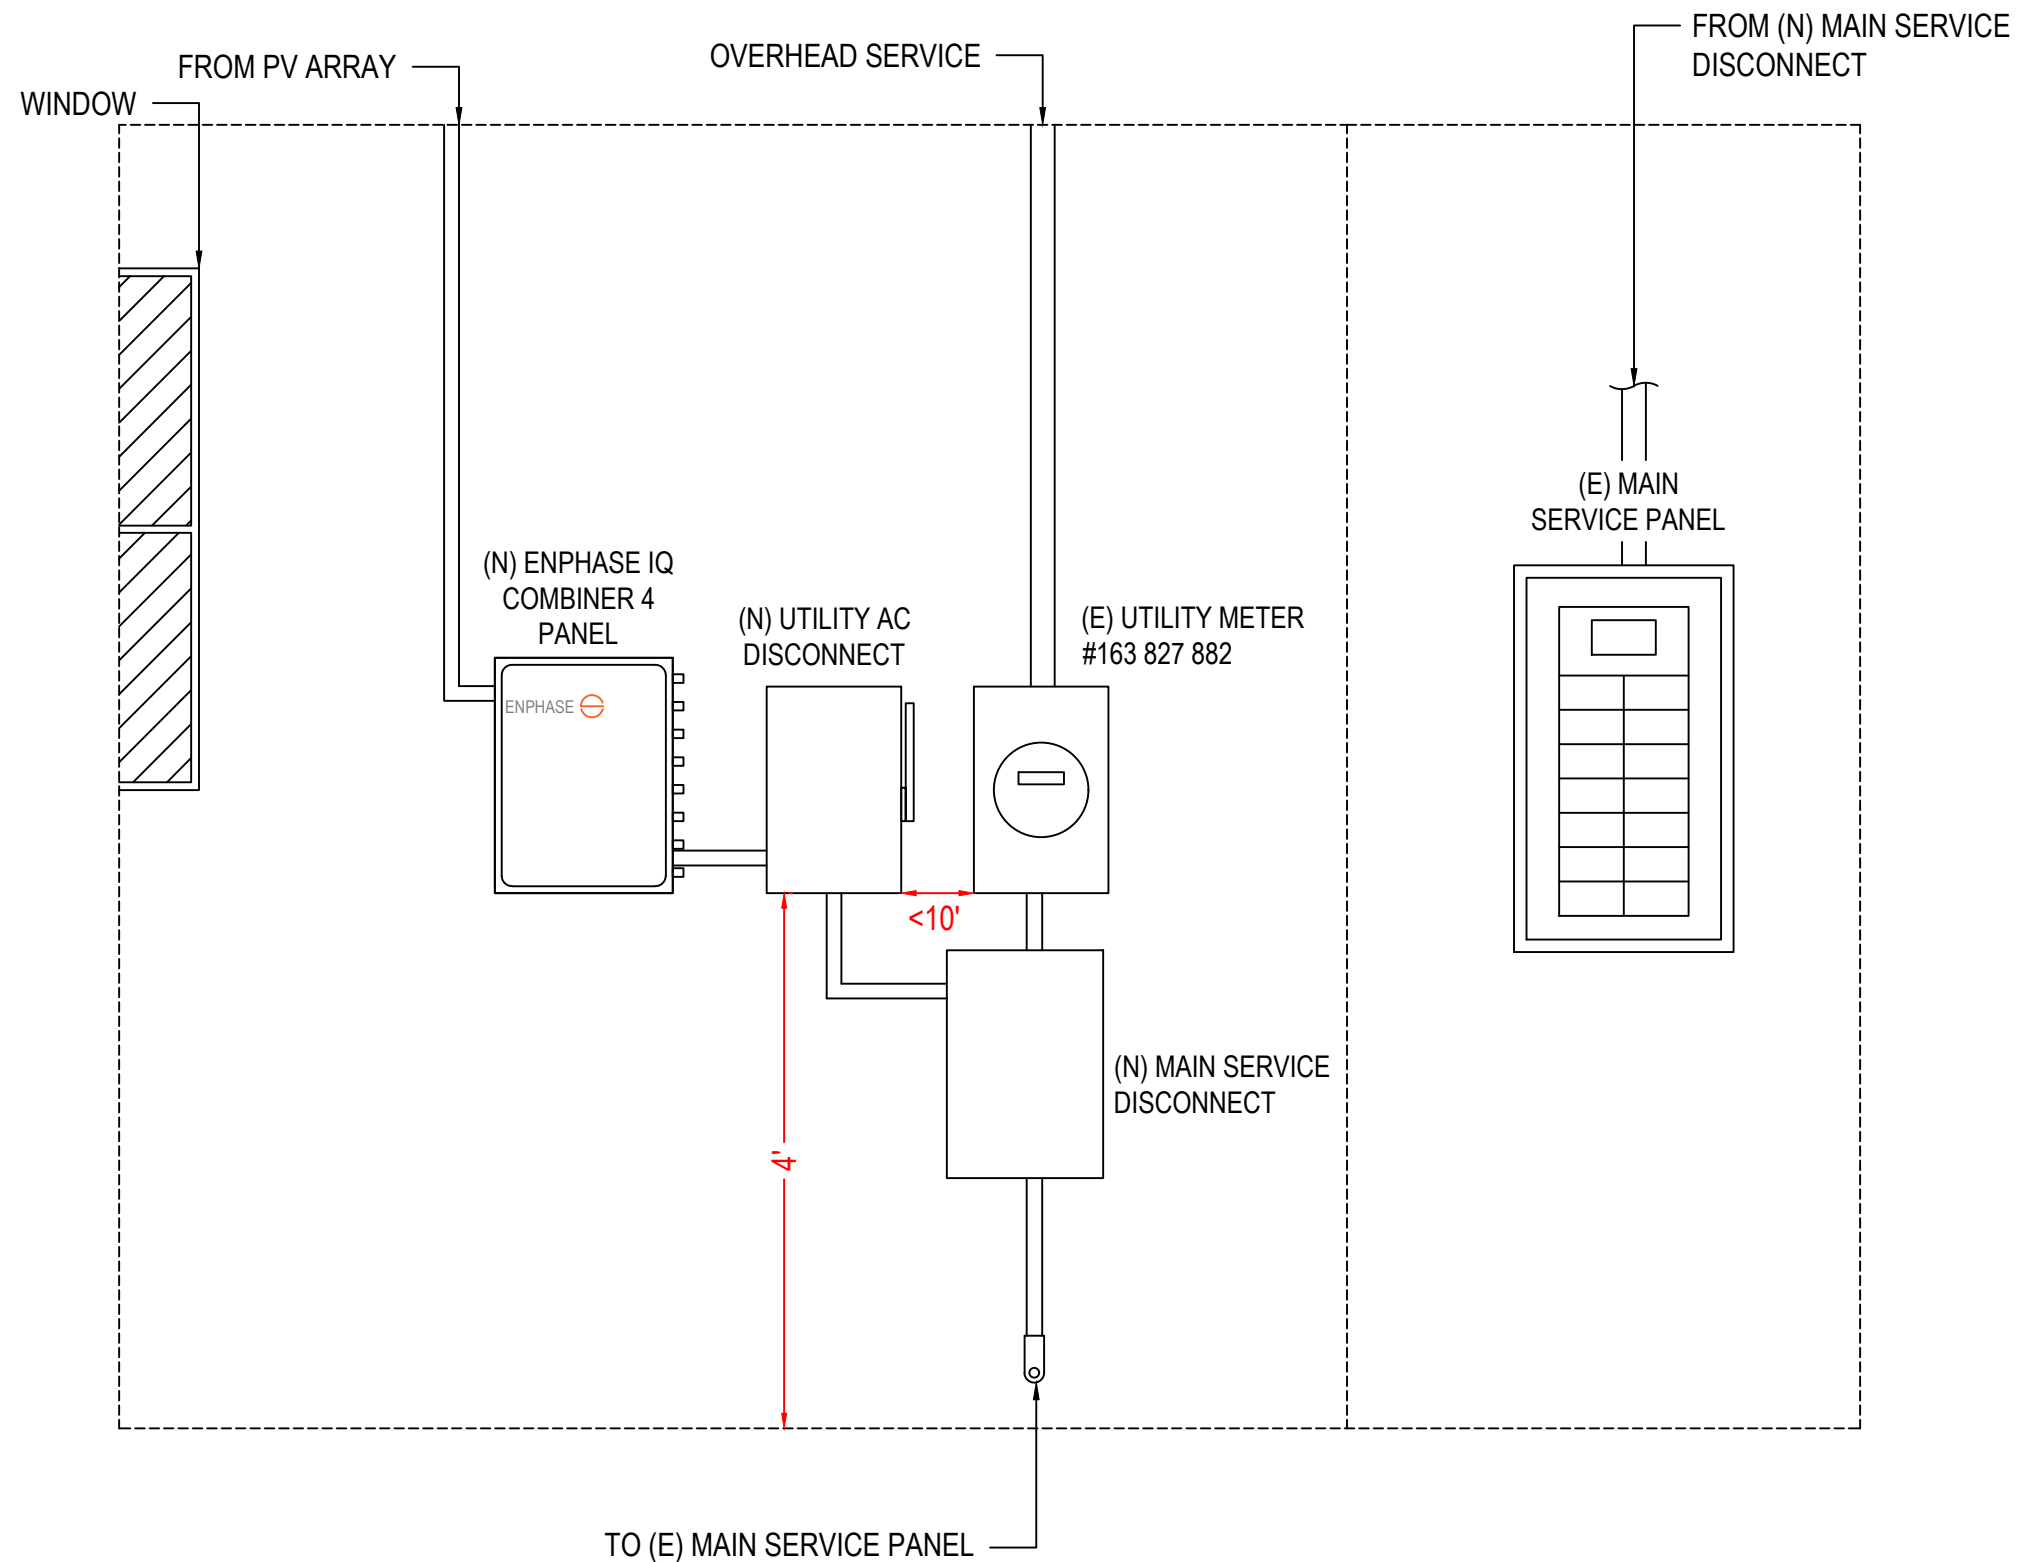 FROM (N) MAIN SERVICE
DISCONNECT
OVERHEAD SERVICE
FROM PV ARRAY
WINDOW
(E) MAIN
SERVICE PANEL
(N) ENPHASE IQ
COMBINER 4
PANEL
(N) UTILITY AC
DISCONNECT
(E) UTILITY METER
#163 827 882
ENPHASE
<10'
(N) MAIN SERVICE
DISCONNECT
4'
TO (E) MAIN SERVICE PANEL